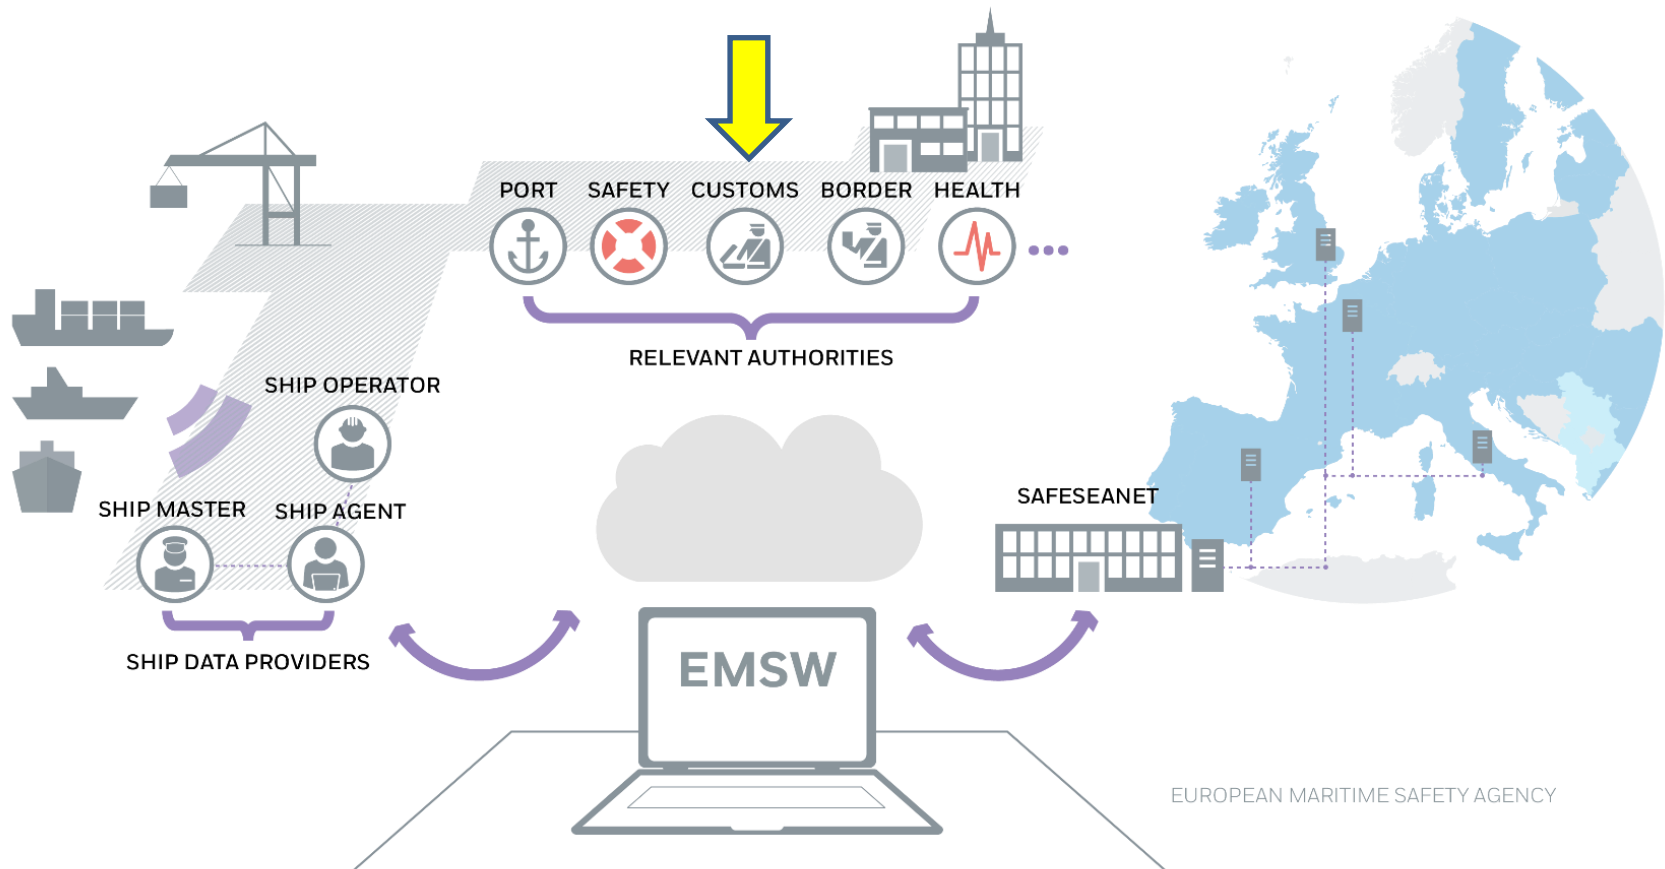 PORT
SAFETY
CUSTOMS
BORDER
HEALTH
RELEVANT AUTHORITIES
SHIP OPERATOR
SHIP MASTER
SHIP AGENT
SHIP DATA PROVIDERS
EMSW
SAFESEANET
EUROPEAN MARITIME SAFETY AGENCY